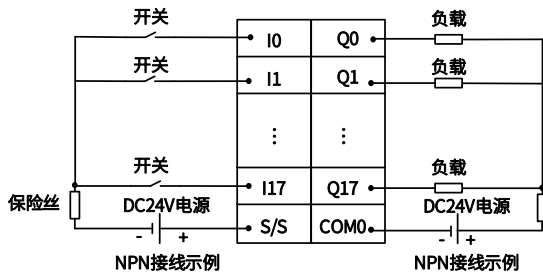 开关 I0 Q0 负载
开关 I1 Q1 负载
⋮ ⋮
开关 I17 Q17 负载
保险丝 DC24V电源 S/S COM0 DC24V电源
- + - +
NPN接线示例 NPN接线示例